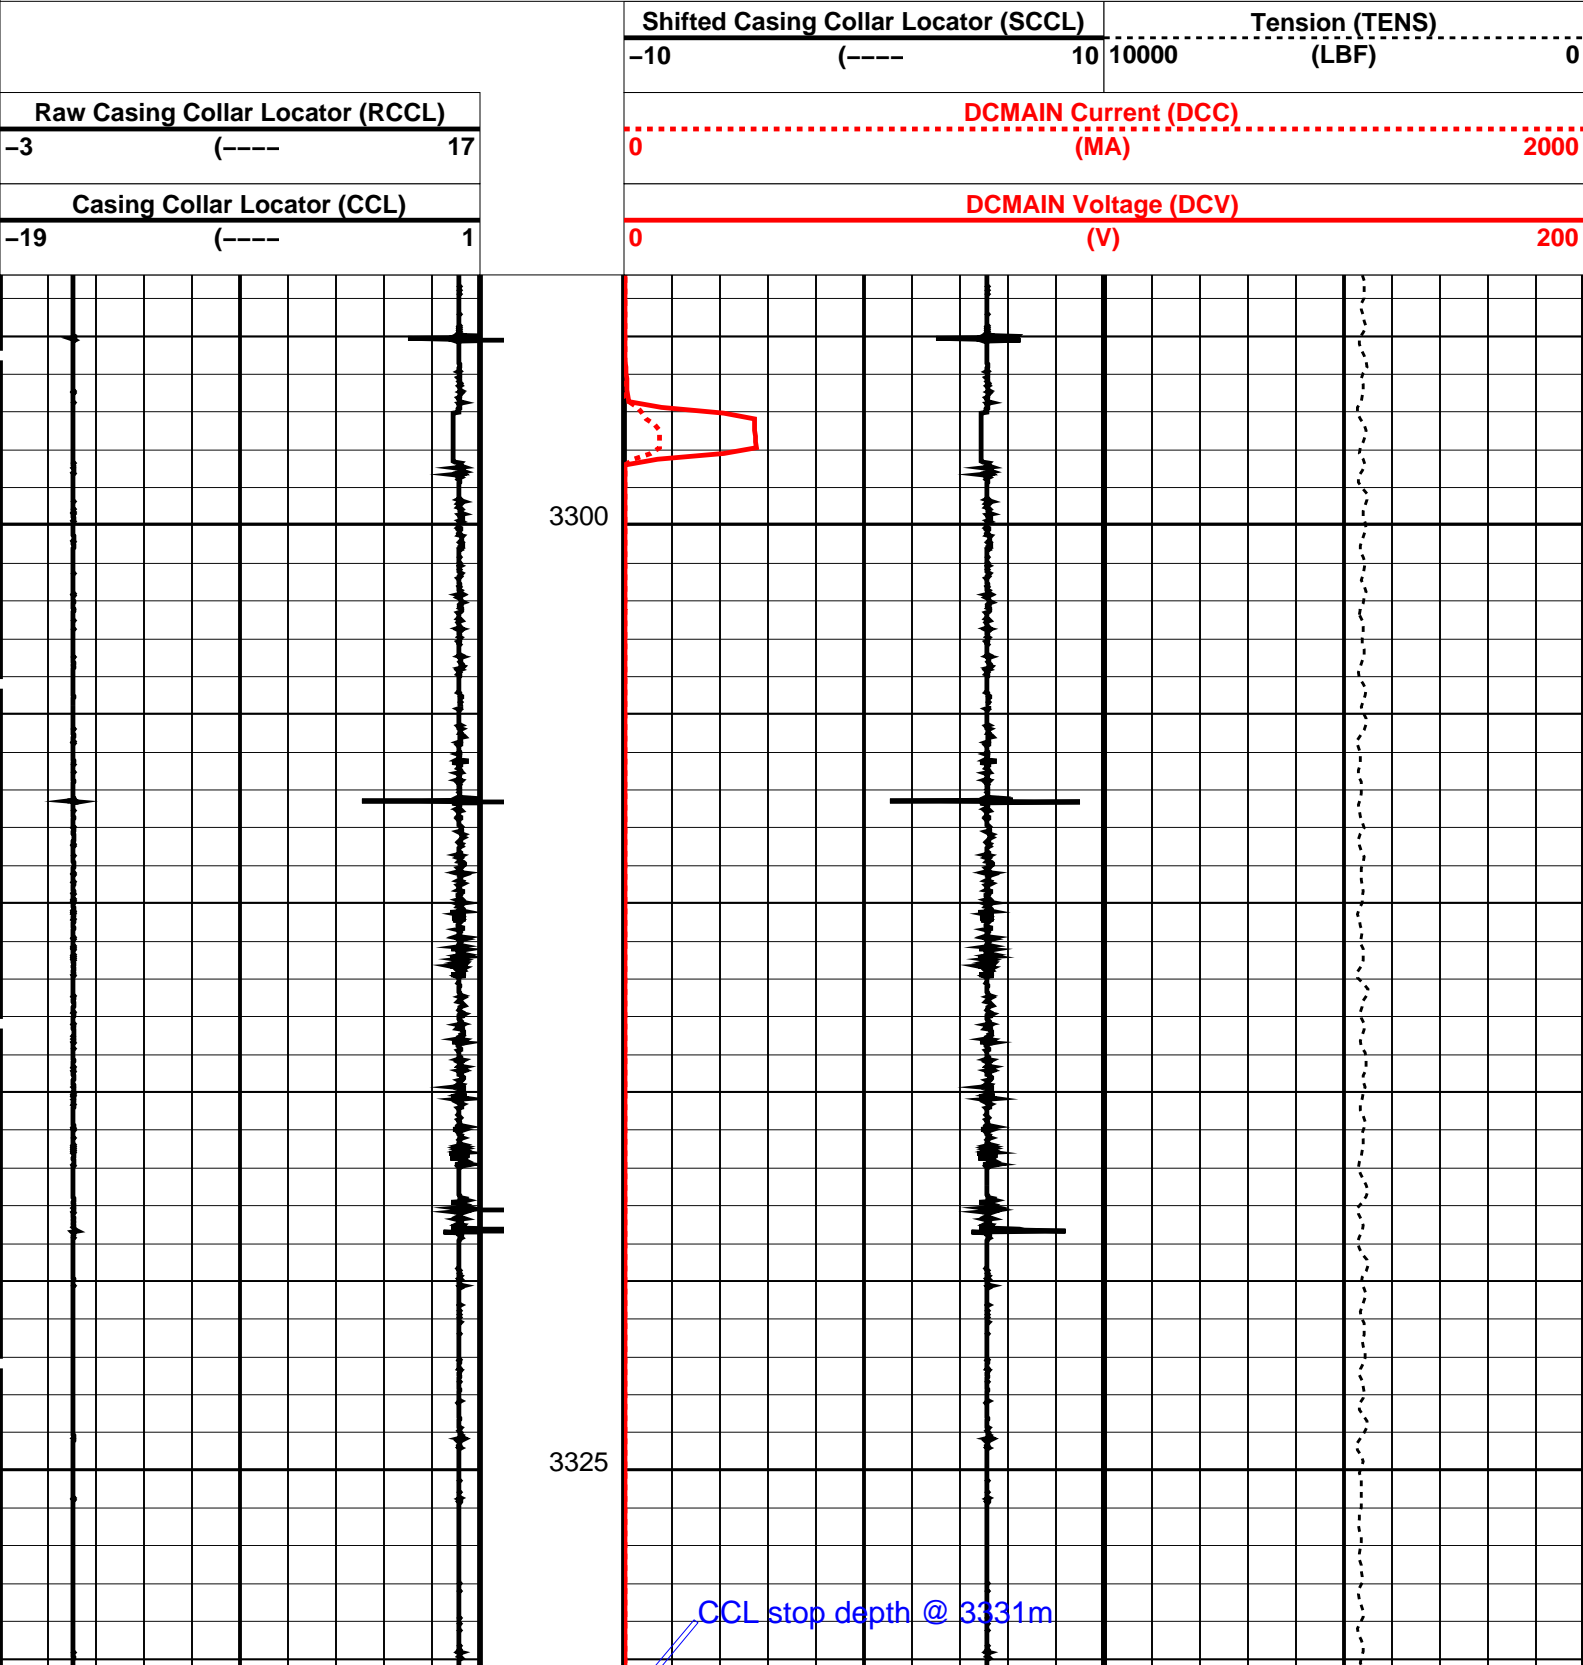 Shifted Casing Collar Locator (SCCL)
−10 (−−−− 10
Tension (TENS)
10000 (LBF) 0
Raw Casing Collar Locator (RCCL)
−3 (−−−− 17
DCMAIN Current (DCC)
0 (MA) 2000
Casing Collar Locator (CCL)
−19 (−−−− 1
DCMAIN Voltage (DCV)
0 (V) 200
3300
3325
CCL stop depth @ 3331m